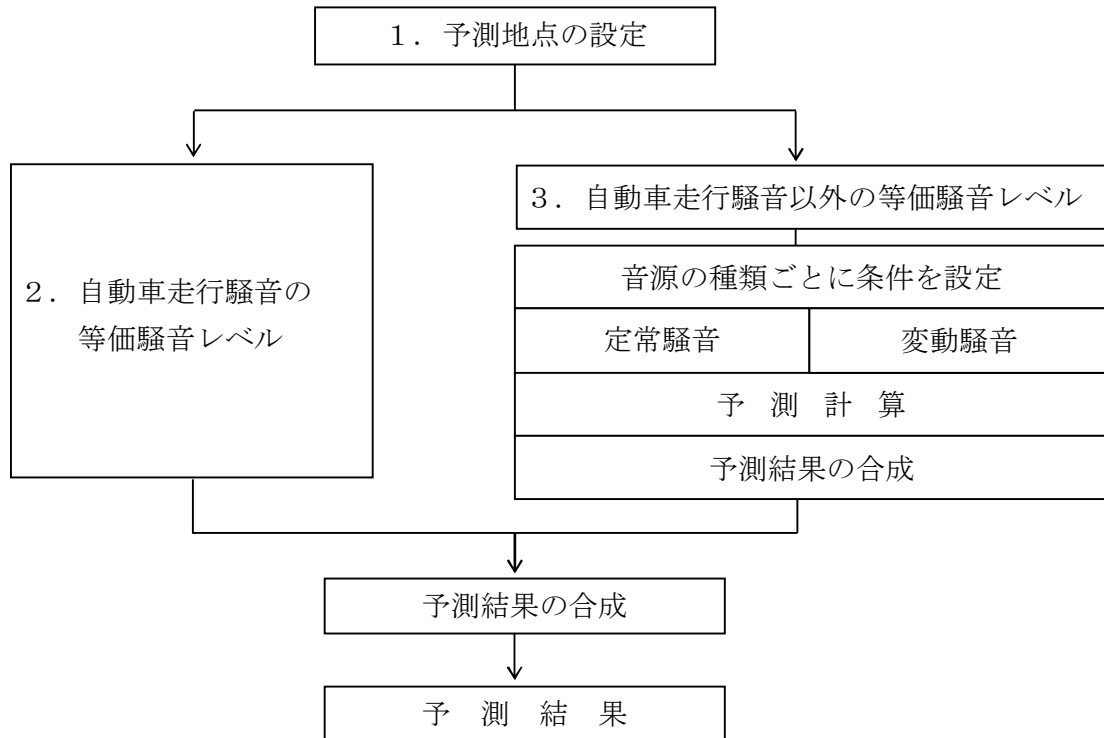 １．予測地点の設定
２．自動車走行騒音の
等価騒音レベル
３．自動車走行騒音以外の等価騒音レベル
音源の種類ごとに条件を設定
定常騒音
変動騒音
予　測　計　算
予測結果の合成
予測結果の合成
予　測　結　果